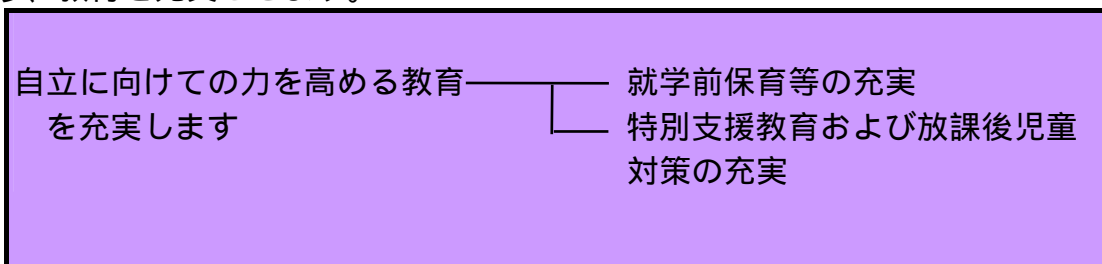 自立に向けての力を高める教育 就学前保育等の充実
を充実します 特別支援教育および放課後児童
対策の充実